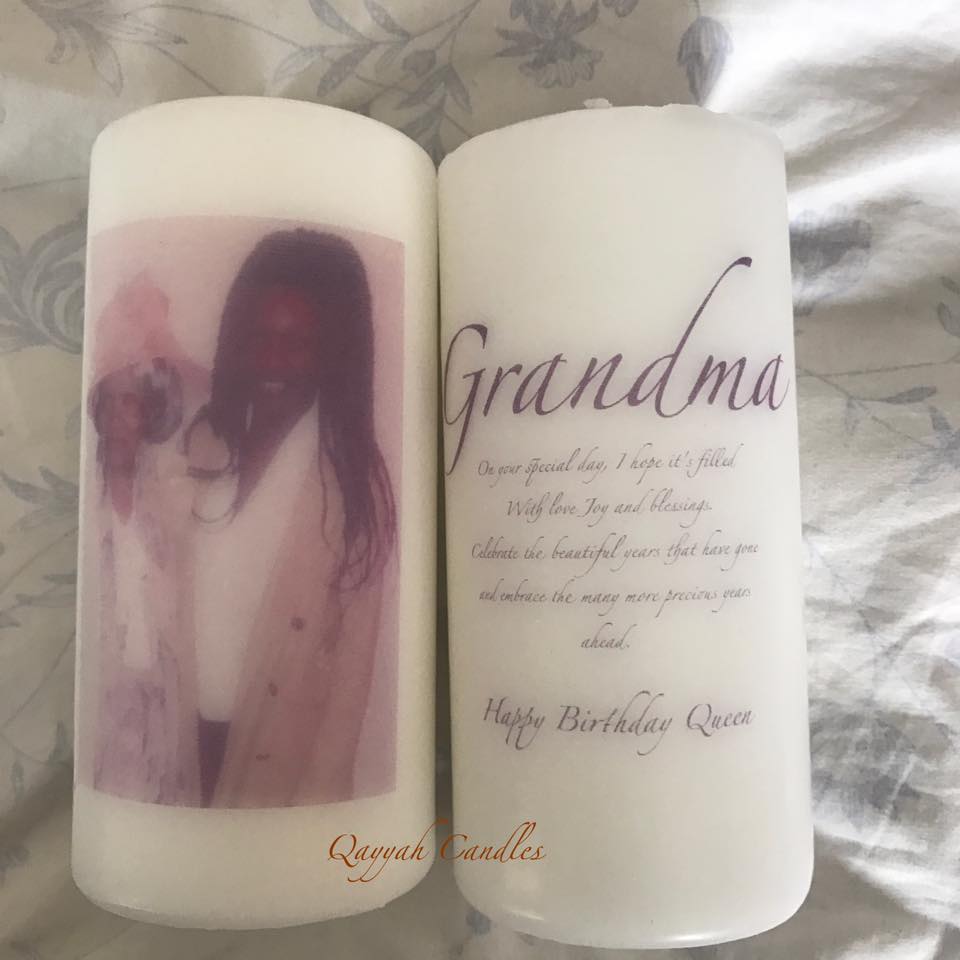 Grandma
On your special day, I hope it's filled
With love Joy and blessings.
Celebrate the beautiful years that have gone
and embrace the many more precious years
ahead.
Happy Birthday Queen
Qayyah Candles